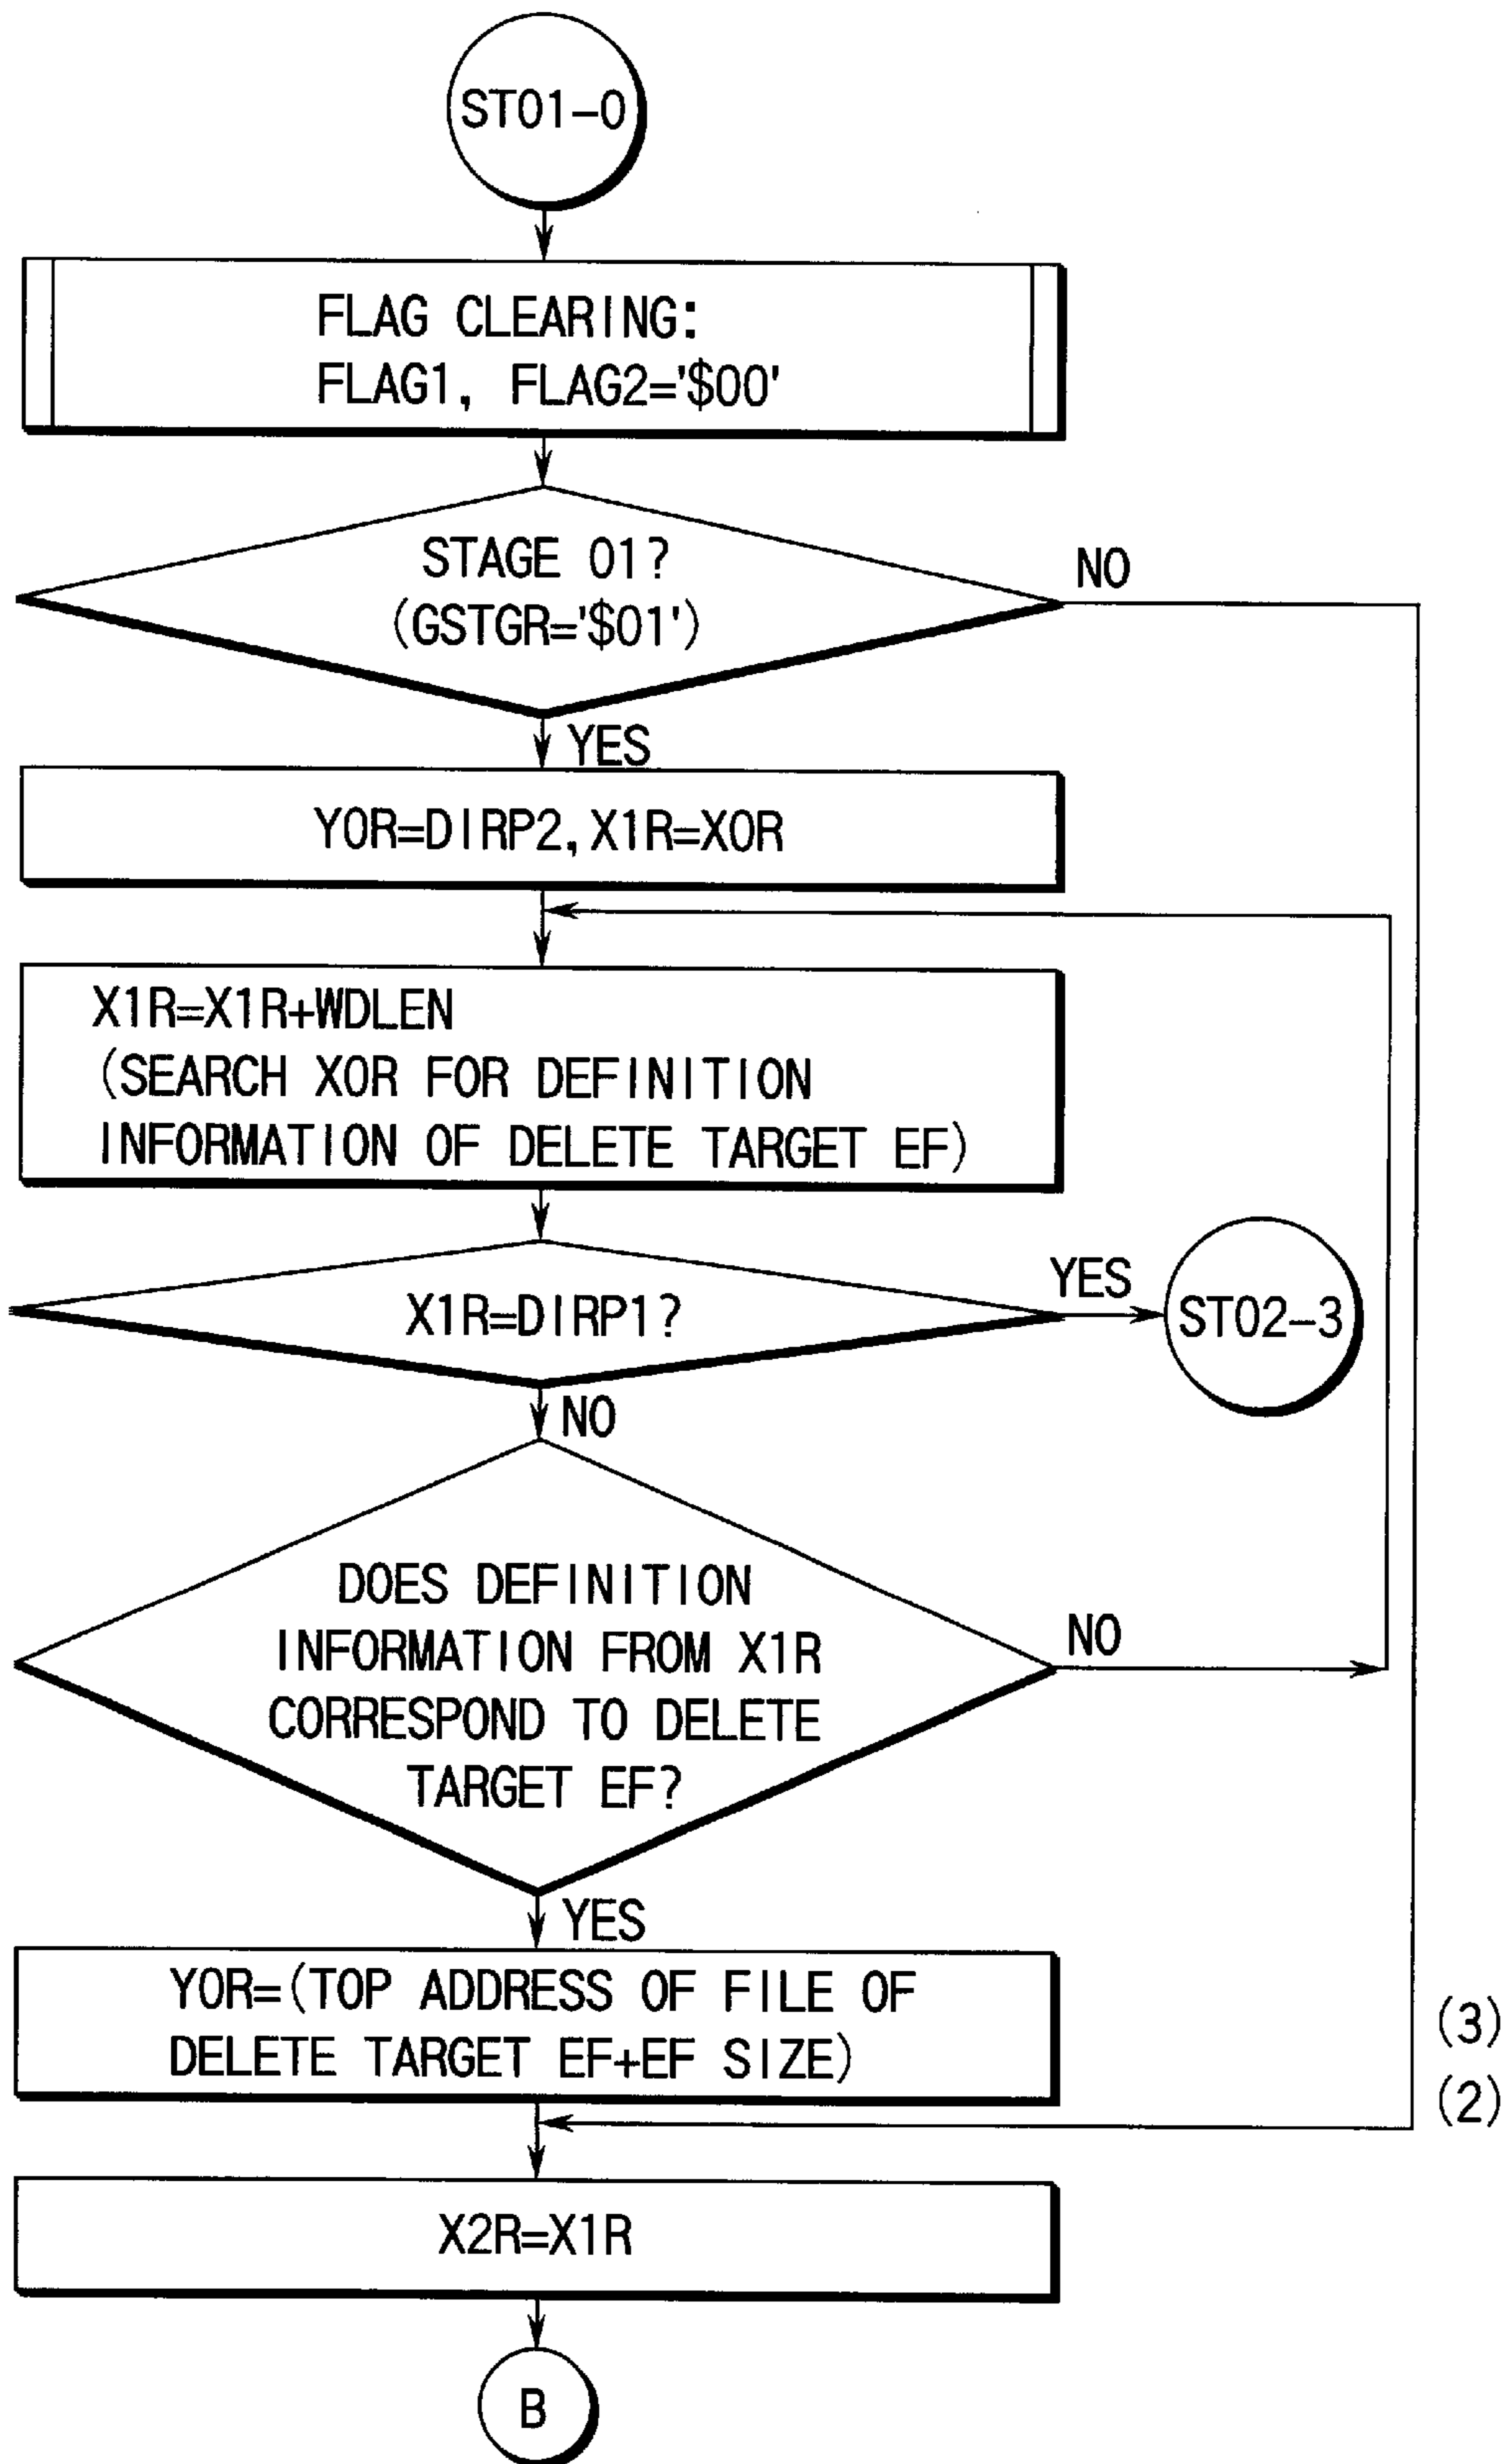 ST01-0
FLAG CLEARING:
FLAG1, FLAG2='$00'
STAGE 01?
(GSTGR='$01')
NO
YES
Y0R=DIRP2,X1R=X0R
X1R=X1R+WDLEN
(SEARCH X0R FOR DEFINITION
INFORMATION OF DELETE TARGET EF)
X1R=DIRP1?
YES
ST02-3
NO
DOES DEFINITION
INFORMATION FROM X1R
CORRESPOND TO DELETE
TARGET EF?
NO
YES
Y0R=(TOP ADDRESS OF FILE OF
DELETE TARGET EF+EF SIZE)
(3)
(2)
X2R=X1R
B